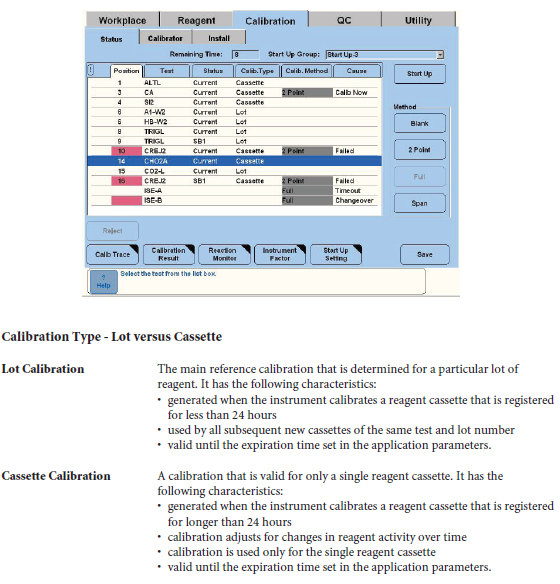 Workplace Reagent Calibration QC Utility
Status Calibrator Install
Remaining Time: 8 Start Up Group: Start Up-3
! Position Test Status Calib.Type Calib. Method Cause Start Up
1 ALTL Current Cassette
3 CA Current Cassette 2 Point Calib Now
4 SI2 Current Cassette
Method
6 A1-W2 Current Lot
6 HB-W2 Current Lot
Blank
9 TRIGL Current Lot
9 TRIGL SB1 Lot
10 CREJ2 Current Cassette 2 Point Failed
2 Point
14 CHO2A Current Cassette
15 CO2-L Current Lot
16 CREJ2 SB1 Cassette 2 Point Failed
Full
ISE-A Full Timeout
ISE-B Full Changeover
Span
Reject
Calib Trace Calibration Result Reaction Monitor Instrument Factor Start Up Setting Save
? Help Select the test from the list box.
Calibration Type - Lot versus Cassette
Lot Calibration The main reference calibration that is determined for a particular lot of
reagent. It has the following characteristics:
• generated when the instrument calibrates a reagent cassette that is registered
for less than 24 hours
• used by all subsequent new cassettes of the same test and lot number
• valid until the expiration time set in the application parameters.
Cassette Calibration A calibration that is valid for only a single reagent cassette. It has the
following characteristics:
• generated when the instrument calibrates a reagent cassette that is registered
for longer than 24 hours
• calibration adjusts for changes in reagent activity over time
• calibration is used only for the single reagent cassette
• valid until the expiration time set in the application parameters.